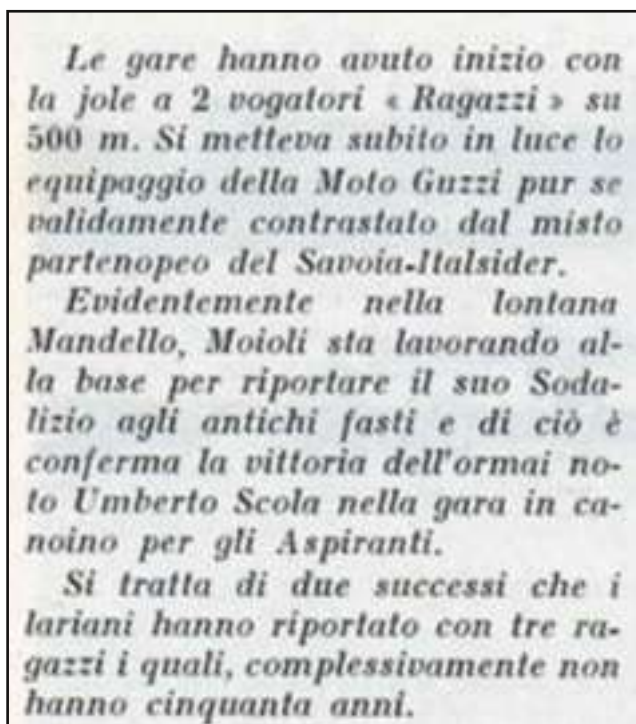 Le gare hanno avuto inizio con
la jole a 2 vogatori « Ragazzi » su
500 m. Si metteva subito in luce lo
equipaggio della Moto Guzzi pur se
validamente contrastato dal misto
partenopeo del Savoia-Italsider.
Evidentemente nella lontana
Mandello, Moioli sta lavorando al-
la base per riportare il suo Soda-
lizio agli antichi fasti e di ciò è
conferma la vittoria dell'ormai no-
to Umberto Scola nella gara in ca-
noino per gli Aspiranti.
Si tratta di due successi che i
lariani hanno riportato con tre ra-
gazzi i quali, complessivamente non
hanno cinquanta anni.